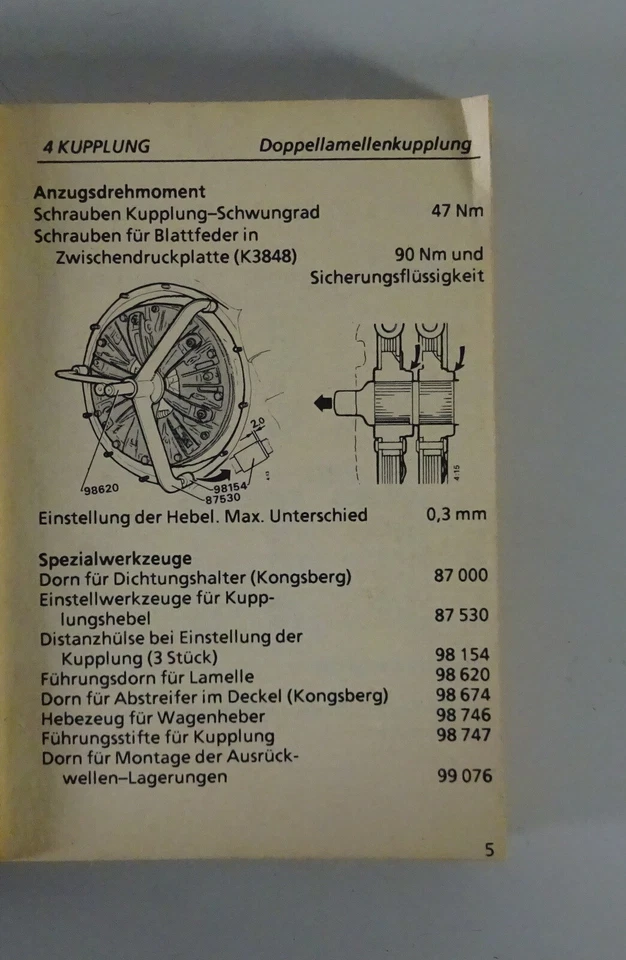 4 KUPPLUNG Doppellamellenkupplung
Anzugsdrehmoment
Schrauben Kupplung–Schwungrad 47 Nm
Schrauben für Blattfeder in
Zwischendruckplatte (K3848) 90 Nm und
Sicherungsflüssigkeit
2,0
98620
98154
87530
4:15
Einstellung der Hebel. Max. Unterschied 0,3 mm
Spezialwerkzeuge
Dorn für Dichtungshalter (Kongsberg) 87 000
Einstellwerkzeuge für Kupp-
lungshebel 87 530
Distanzhülse bei Einstellung der
Kupplung (3 Stück) 98 154
Führungsdorn für Lamelle 98 620
Dorn für Abstreifer im Deckel (Kongsberg) 98 674
Hebezeug für Wagenheber 98 746
Führungsstifte für Kupplung 98 747
Dorn für Montage der Ausrück-
wellen–Lagerungen 99 076
5